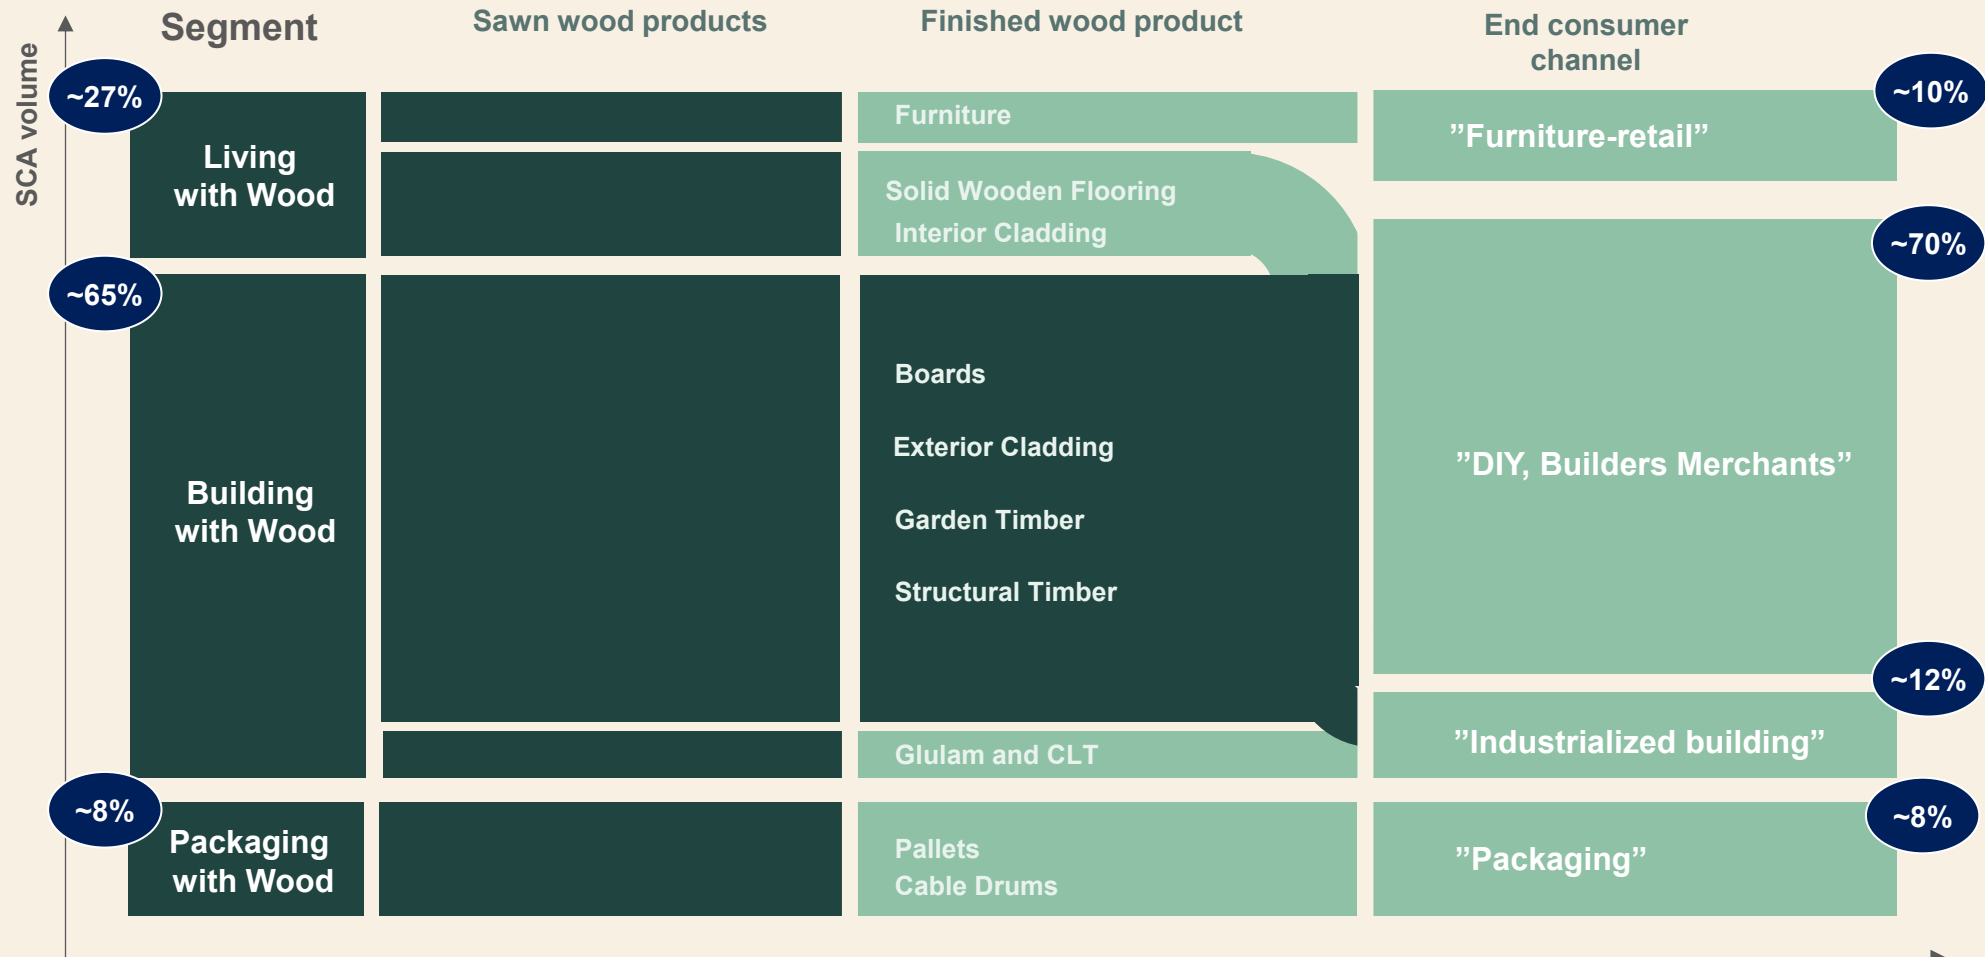 SCA volume
Segment
Sawn wood products
Finished wood product
End consumer
channel
~27%
Living
with Wood
Furniture
Solid Wooden Flooring
Interior Cladding
”Furniture-retail”
~10%
~65%
Building
with Wood
Boards
Exterior Cladding
Garden Timber
Structural Timber
Glulam and CLT
”DIY, Builders Merchants”
~70%
”Industrialized building”
~12%
~8%
Packaging
with Wood
Pallets
Cable Drums
”Packaging”
~8%